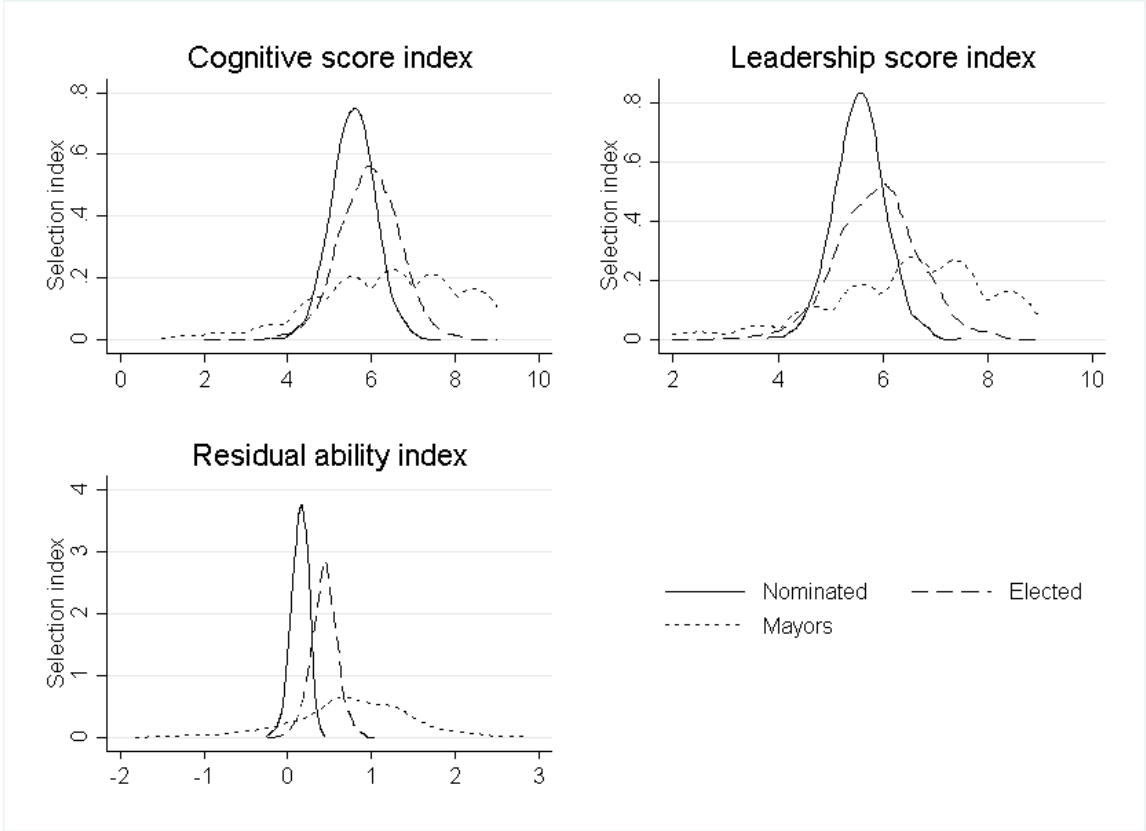 Cognitive score index
Selection index
0 .2 .4 .6 .8
0 2 4 6 8 10
Leadership score index
Selection index
0 .2 .4 .6 .8
2 4 6 8 10
Residual ability index
Selection index
0 1 2 3 4
-2 -1 0 1 2 3
Nominated Elected
Mayors